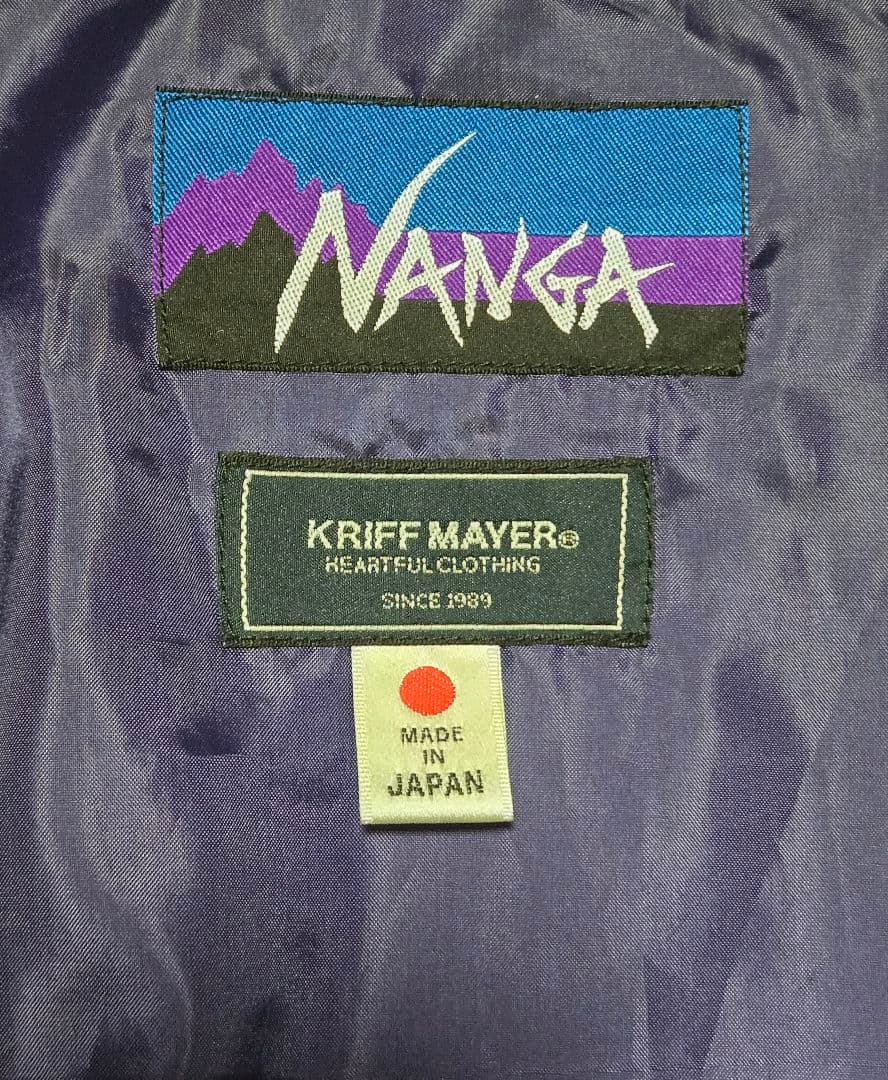 NANGA
KRIFF MAYER®
HEARTFUL CLOTHING
SINCE 1989
MADE
IN
JAPAN